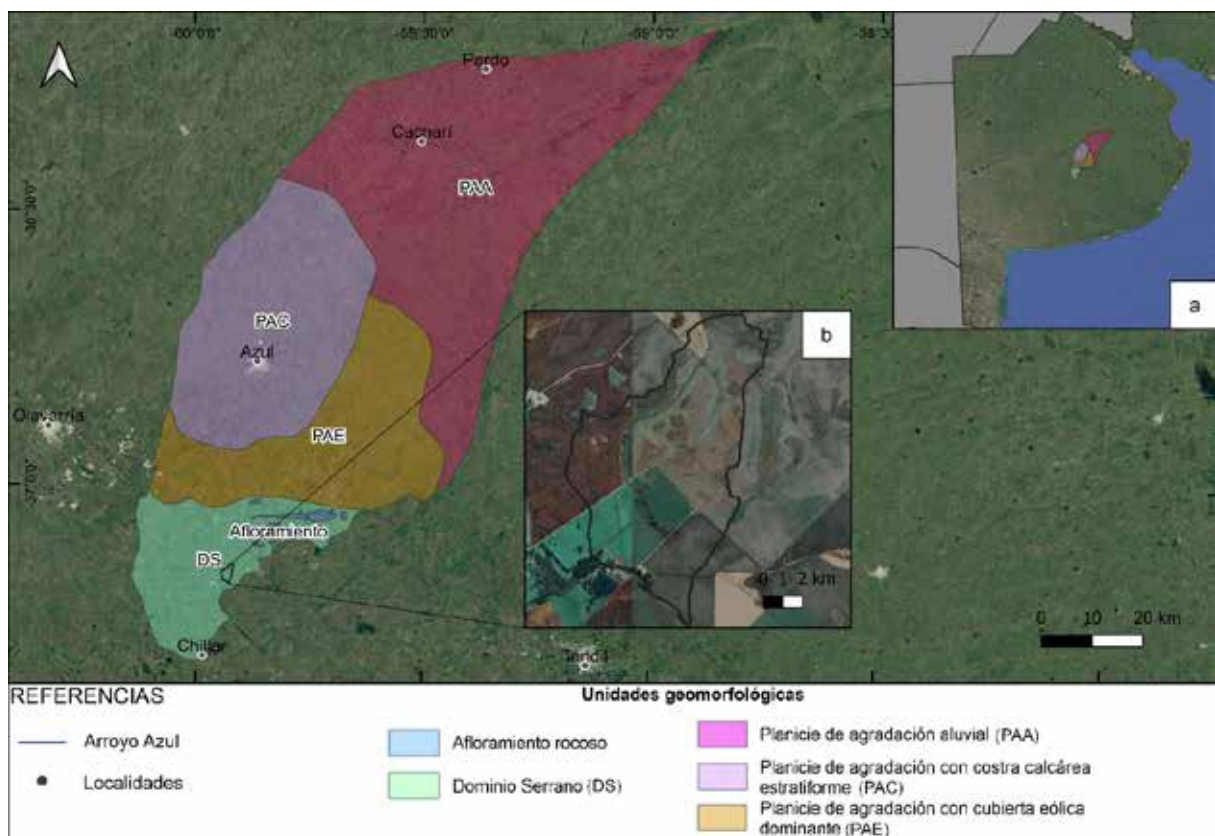 -60°0'0"
-59°30'0"
-59°0'0"
Pardo
Cacharí
PAA
PAC
Azul
Olavarría
PAE
-37°0'0"
Afloramiento
DS
Chillar
Tandil
a
b
0 1 2 km
0 10 20 km
REFERENCIAS
Arroyo Azul
Localidades
Afloramiento rocoso
Dominio Serrano (DS)
Unidades geomorfológicas
Planicie de agradación aluvial (PAA)
Planicie de agradación con costra calcárea
estratiforme (PAC)
Planicie de agradación con cubierta eólica
dominante (PAE)